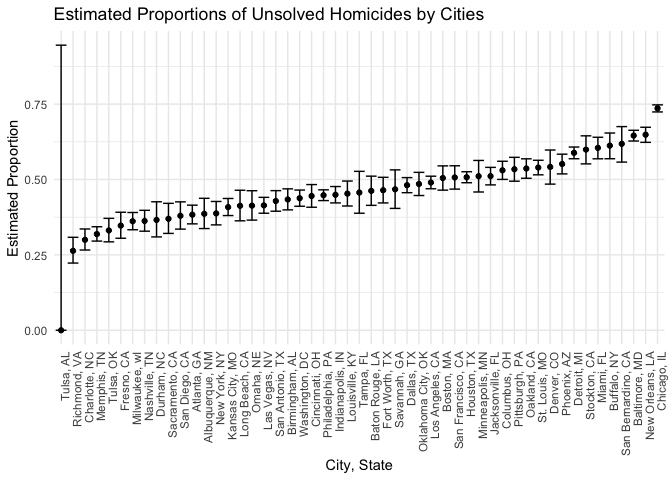 Estimated Proportions of Unsolved Homicides by Cities
Estimated Proportion
0.75
0.50
0.25
0.00
Tulsa, AL
Richmond, VA
Charlotte, NC
Memphis, TN
Tulsa, OK
Fresno, CA
Milwaukee, wI
Nashville, TN
Durham, NC
Sacramento, CA
San Diego, CA
Atlanta, GA
Albuquerque, NM
New York, NY
Kansas City, MO
Long Beach, CA
Omaha, NE
Las Vegas, NV
San Antonio, TX
Birmingham, AL
Washington, DC
Cincinnati, OH
Philadelphia, PA
Indianapolis, IN
Louisville, KY
Tampa, FL
Baton Rouge, LA
Fort Worth, TX
Savannah, GA
Dallas, TX
Oklahoma City, OK
Los Angeles, CA
Boston, MA
San Francisco, CA
Houston, TX
Minneapolis, MN
Jacksonville, FL
Columbus, OH
Pittsburgh, PA
Oakland, CA
St. Louis, MO
Denver, CO
Phoenix, AZ
Detroit, MI
Stockton, CA
Miami, FL
Buffalo, NY
San Bernardino, CA
Baltimore, MD
New Orleans, LA
Chicago, IL
City, State